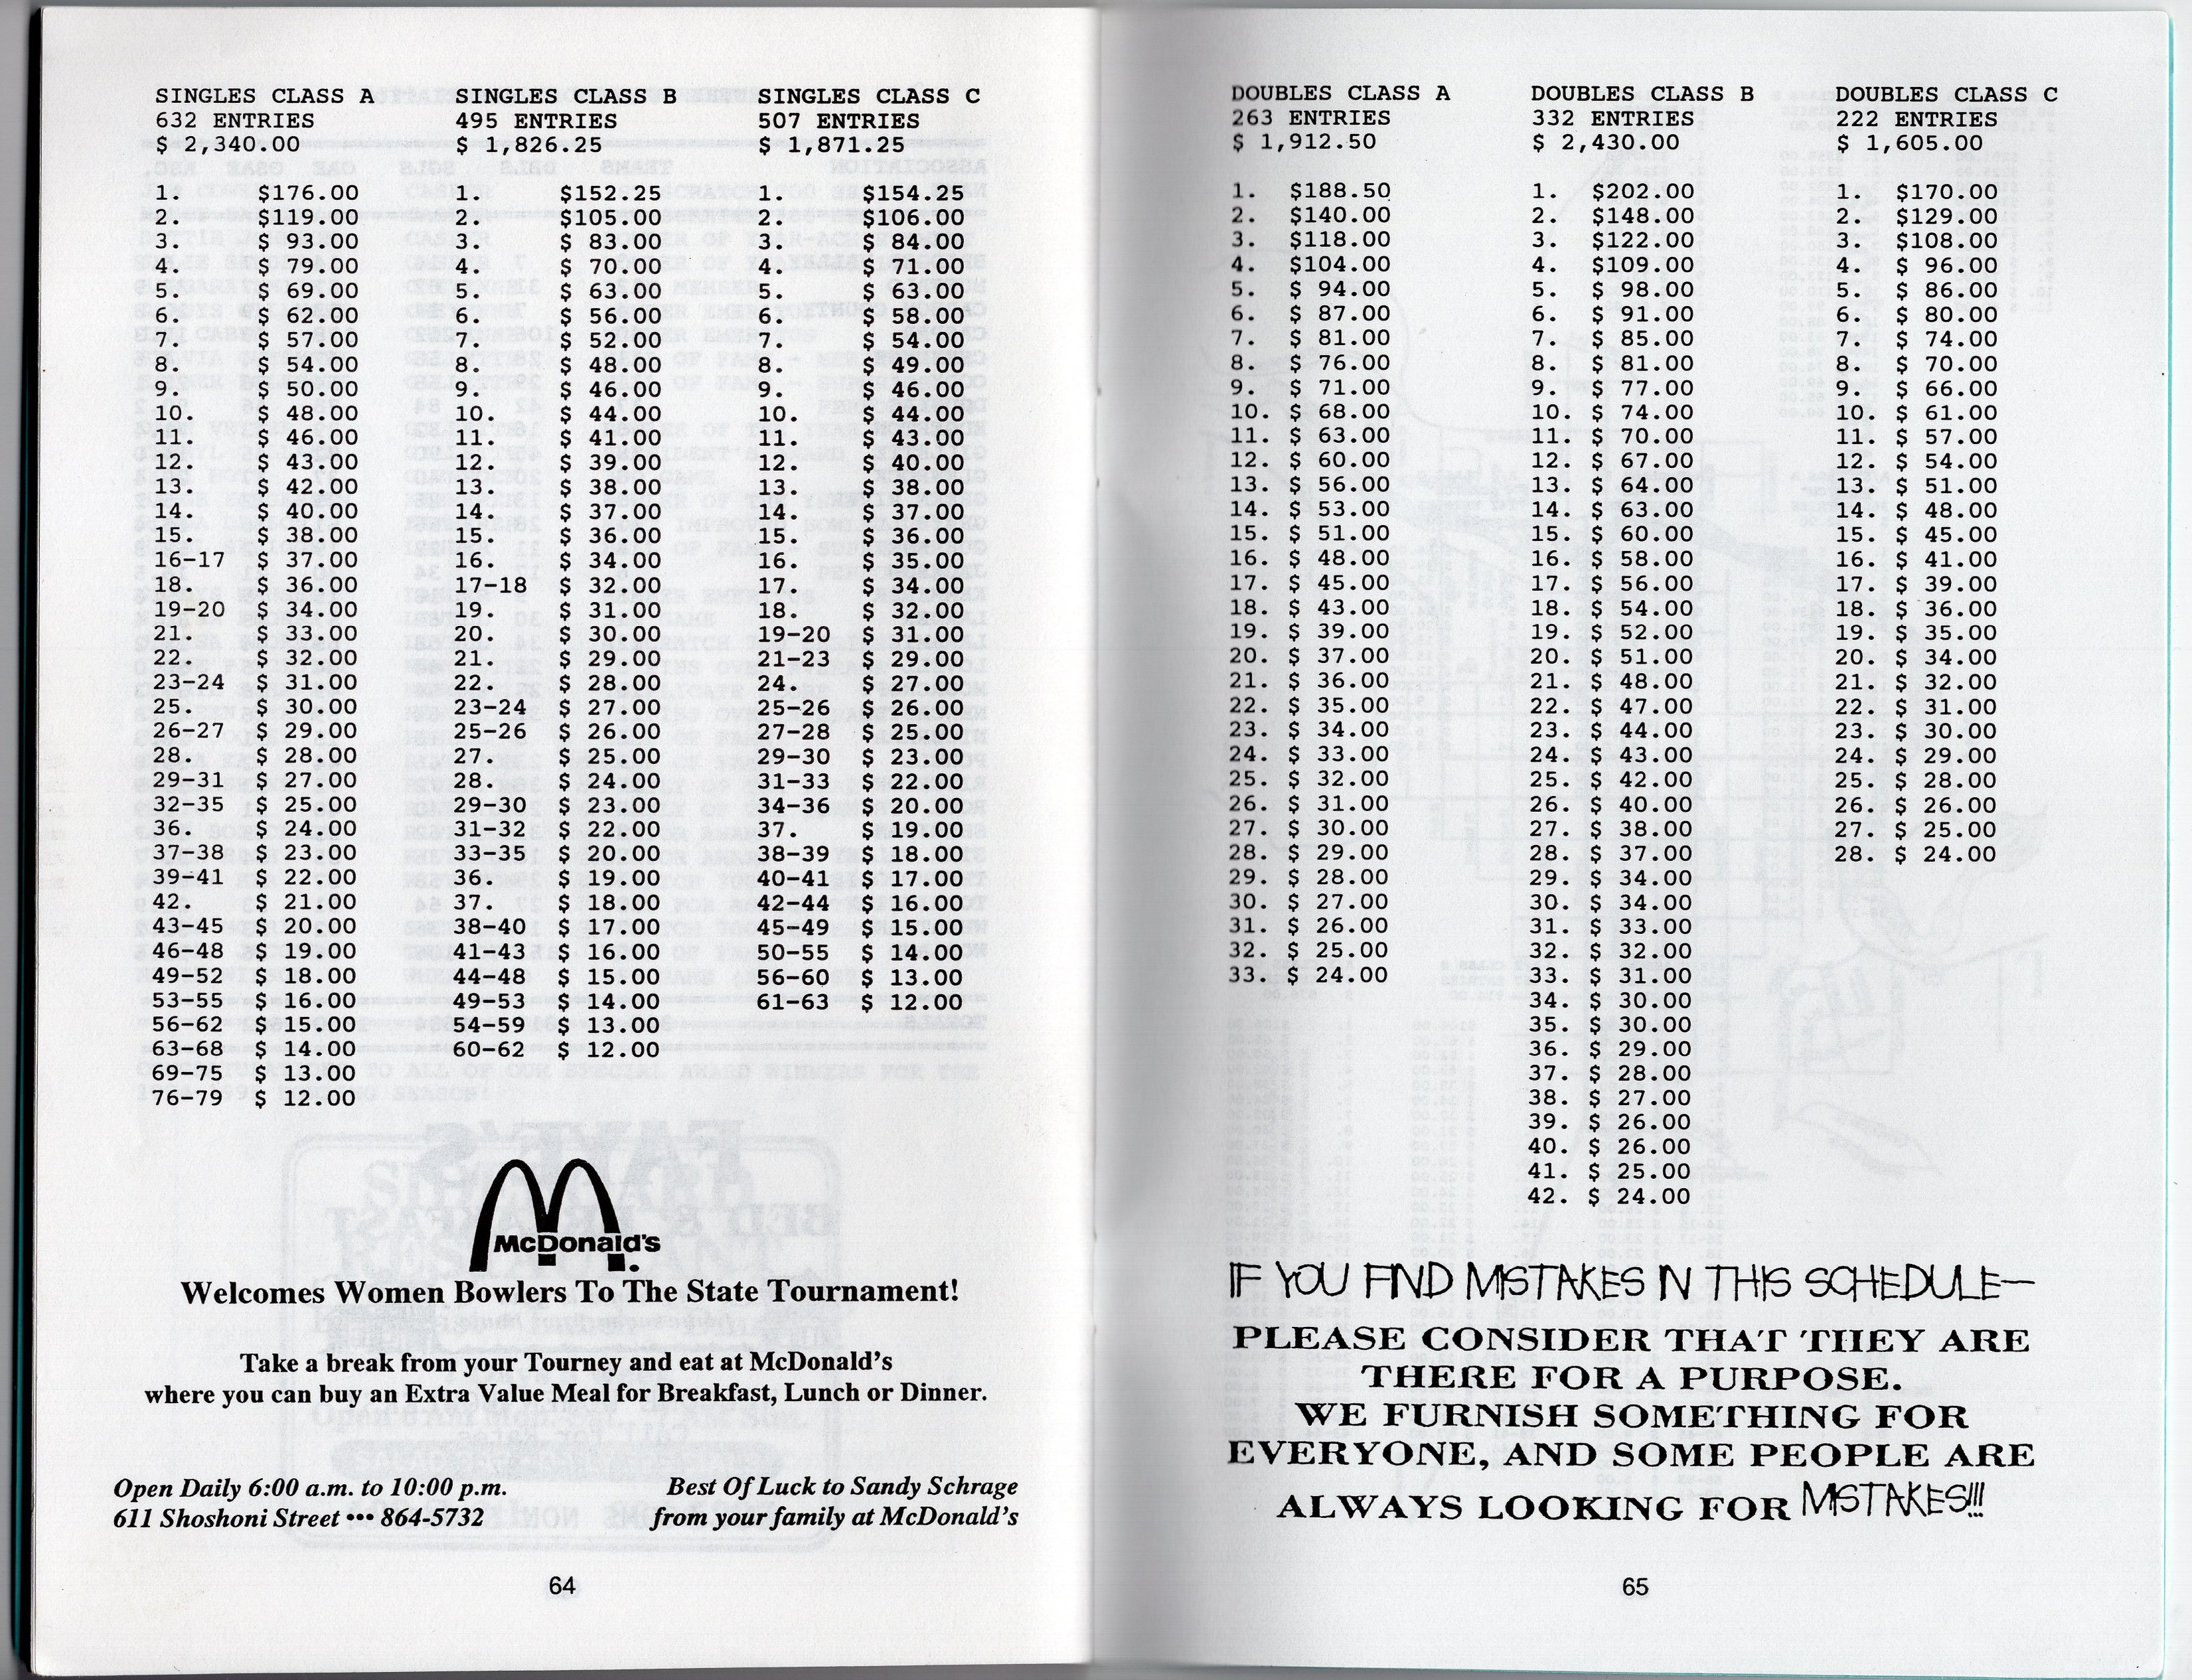 SINGLES CLASS A
632 ENTRIES
$ 2,340.00
1. $176.00
2. $119.00
3. $ 93.00
4. $ 79.00
5. $ 69.00
6. $ 62.00
7. $ 57.00
8. $ 54.00
9. $ 50.00
10. $ 48.00
11. $ 46.00
12. $ 43.00
13. $ 42.00
14. $ 40.00
15. $ 38.00
16-17 $ 37.00
18. $ 36.00
19-20 $ 34.00
21. $ 33.00
22. $ 32.00
23-24 $ 31.00
25. $ 30.00
26-27 $ 29.00
28. $ 28.00
29-31 $ 27.00
32-35 $ 25.00
36. $ 24.00
37-38 $ 23.00
39-41 $ 22.00
42. $ 21.00
43-45 $ 20.00
46-48 $ 19.00
49-52 $ 18.00
53-55 $ 16.00
56-62 $ 15.00
63-68 $ 14.00
69-75 $ 13.00
76-79 $ 12.00
SINGLES CLASS B
495 ENTRIES
$ 1,826.25
1. $152.25
2. $105.00
3. $ 83.00
4. $ 70.00
5. $ 63.00
6. $ 56.00
7. $ 52.00
8. $ 48.00
9. $ 46.00
10. $ 44.00
11. $ 41.00
12. $ 39.00
13. $ 38.00
14. $ 37.00
15. $ 36.00
16. $ 34.00
17-18 $ 32.00
19. $ 31.00
20. $ 30.00
21. $ 29.00
22. $ 28.00
23-24 $ 27.00
25-26 $ 26.00
27. $ 25.00
28. $ 24.00
29-30 $ 23.00
31-32 $ 22.00
33-35 $ 20.00
36. $ 19.00
37. $ 18.00
38-40 $ 17.00
41-43 $ 16.00
44-48 $ 15.00
49-53 $ 14.00
54-59 $ 13.00
60-62 $ 12.00
SINGLES CLASS C
507 ENTRIES
$ 1,871.25
1. $154.25
2. $106.00
3. $ 84.00
4. $ 71.00
5. $ 63.00
6. $ 58.00
7. $ 54.00
8. $ 49.00
9. $ 46.00
10. $ 44.00
11. $ 43.00
12. $ 40.00
13. $ 38.00
14. $ 37.00
15. $ 36.00
16. $ 35.00
17. $ 34.00
18. $ 32.00
19-20 $ 31.00
21-23 $ 29.00
24. $ 27.00
25-26 $ 26.00
27-28 $ 25.00
29-30 $ 23.00
31-33 $ 22.00
34-36 $ 20.00
37. $ 19.00
38-39 $ 18.00
40-41 $ 17.00
42-44 $ 16.00
45-49 $ 15.00
50-55 $ 14.00
56-60 $ 13.00
61-63 $ 12.00
McDonald's
Welcomes Women Bowlers To The State Tournament!
Take a break from your Tourney and eat at McDonald's
where you can buy an Extra Value Meal for Breakfast, Lunch or Dinner.
Open Daily 6:00 a.m. to 10:00 p.m.
611 Shoshoni Street ••• 864-5732
Best Of Luck to Sandy Schrage
from your family at McDonald's
64
DOUBLES CLASS A
263 ENTRIES
$ 1,912.50
1. $188.50
2. $140.00
3. $118.00
4. $104.00
5. $ 94.00
6. $ 87.00
7. $ 81.00
8. $ 76.00
9. $ 71.00
10. $ 68.00
11. $ 63.00
12. $ 60.00
13. $ 56.00
14. $ 53.00
15. $ 51.00
16. $ 48.00
17. $ 45.00
18. $ 43.00
19. $ 39.00
20. $ 37.00
21. $ 36.00
22. $ 35.00
23. $ 34.00
24. $ 33.00
25. $ 32.00
26. $ 31.00
27. $ 30.00
28. $ 29.00
29. $ 28.00
30. $ 27.00
31. $ 26.00
32. $ 25.00
33. $ 24.00
DOUBLES CLASS B
332 ENTRIES
$ 2,430.00
1. $202.00
2. $148.00
3. $122.00
4. $109.00
5. $ 98.00
6. $ 91.00
7. $ 85.00
8. $ 81.00
9. $ 77.00
10. $ 74.00
11. $ 70.00
12. $ 67.00
13. $ 64.00
14. $ 63.00
15. $ 60.00
16. $ 58.00
17. $ 56.00
18. $ 54.00
19. $ 52.00
20. $ 51.00
21. $ 48.00
22. $ 47.00
23. $ 44.00
24. $ 43.00
25. $ 42.00
26. $ 40.00
27. $ 38.00
28. $ 37.00
29. $ 34.00
30. $ 34.00
31. $ 33.00
32. $ 32.00
33. $ 31.00
34. $ 30.00
35. $ 30.00
36. $ 29.00
37. $ 28.00
38. $ 27.00
39. $ 26.00
40. $ 26.00
41. $ 25.00
42. $ 24.00
DOUBLES CLASS C
222 ENTRIES
$ 1,605.00
1. $170.00
2. $129.00
3. $108.00
4. $ 96.00
5. $ 86.00
6. $ 80.00
7. $ 74.00
8. $ 70.00
9. $ 66.00
10. $ 61.00
11. $ 57.00
12. $ 54.00
13. $ 51.00
14. $ 48.00
15. $ 45.00
16. $ 41.00
17. $ 39.00
18. $ 36.00
19. $ 35.00
20. $ 34.00
21. $ 32.00
22. $ 31.00
23. $ 30.00
24. $ 29.00
25. $ 28.00
26. $ 26.00
27. $ 25.00
28. $ 24.00
IF YOU FIND MISTAKES IN THIS SCHEDULE—
PLEASE CONSIDER THAT THEY ARE
THERE FOR A PURPOSE.
WE FURNISH SOMETHING FOR
EVERYONE, AND SOME PEOPLE ARE
ALWAYS LOOKING FOR MISTAKES!!!
65